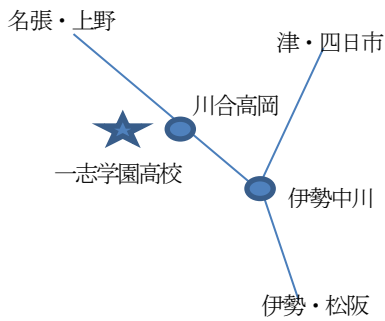 名張・上野
津・四日市
川合高岡
一志学園高校
伊勢中川
伊勢・松阪